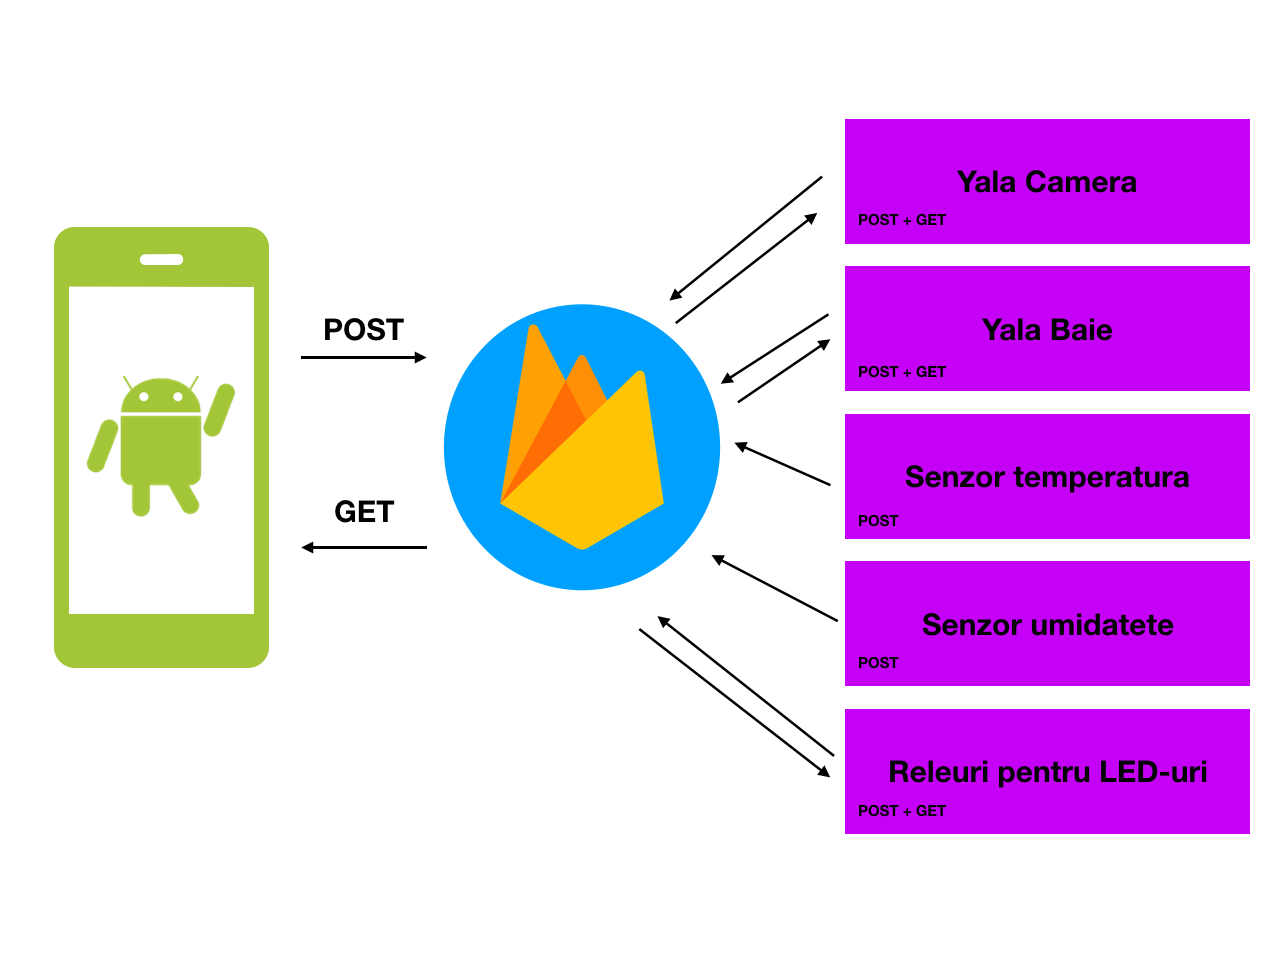 POST
GET
Yala Camera
POST + GET
Yala Baie
POST + GET
Senzor temperatura
POST
Senzor umidatete
POST
Releuri pentru LED-uri
POST + GET